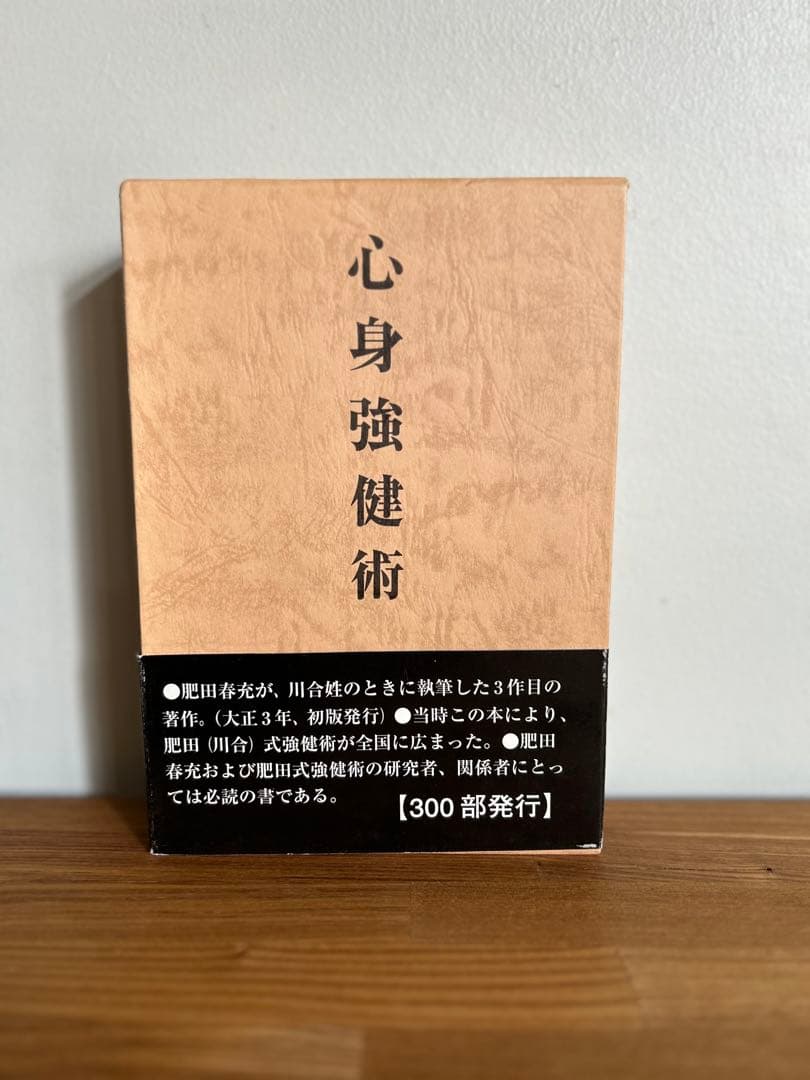 心身強健術
●肥田春充が、川合姓のときに執筆した3作目の
著作。(大正3年、初版発行)●当時この本により、
肥田(川合)式強健術が全国に広まった。●肥田
春充および肥田式強健術の研究者、関係者にとっ
ては必読の書である。
【300部発行】